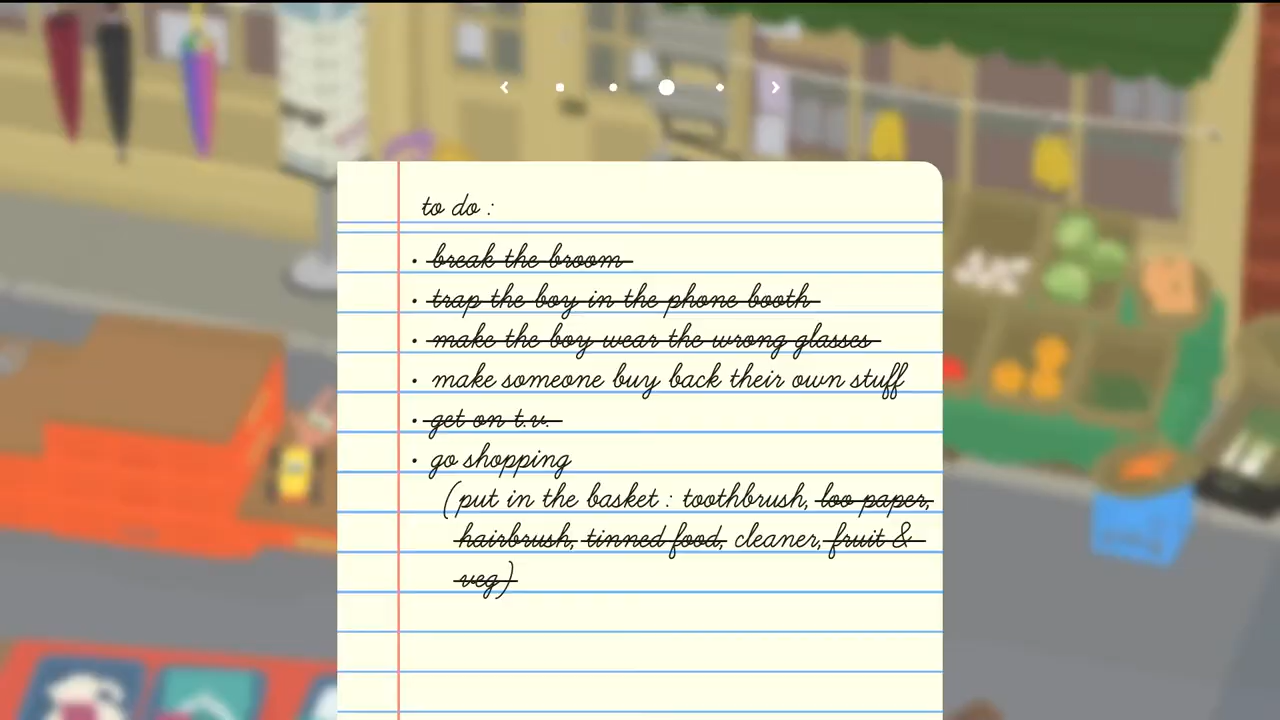 to do :
• break the broom
• trap the boy in the phone booth
• make the boy wear the wrong glasses
• make someone buy back their own stuff
• get on t.v.
• go shopping
(put in the basket : toothbrush, loo paper,
hairbrush, tinned food, cleaner, fruit &
veg)